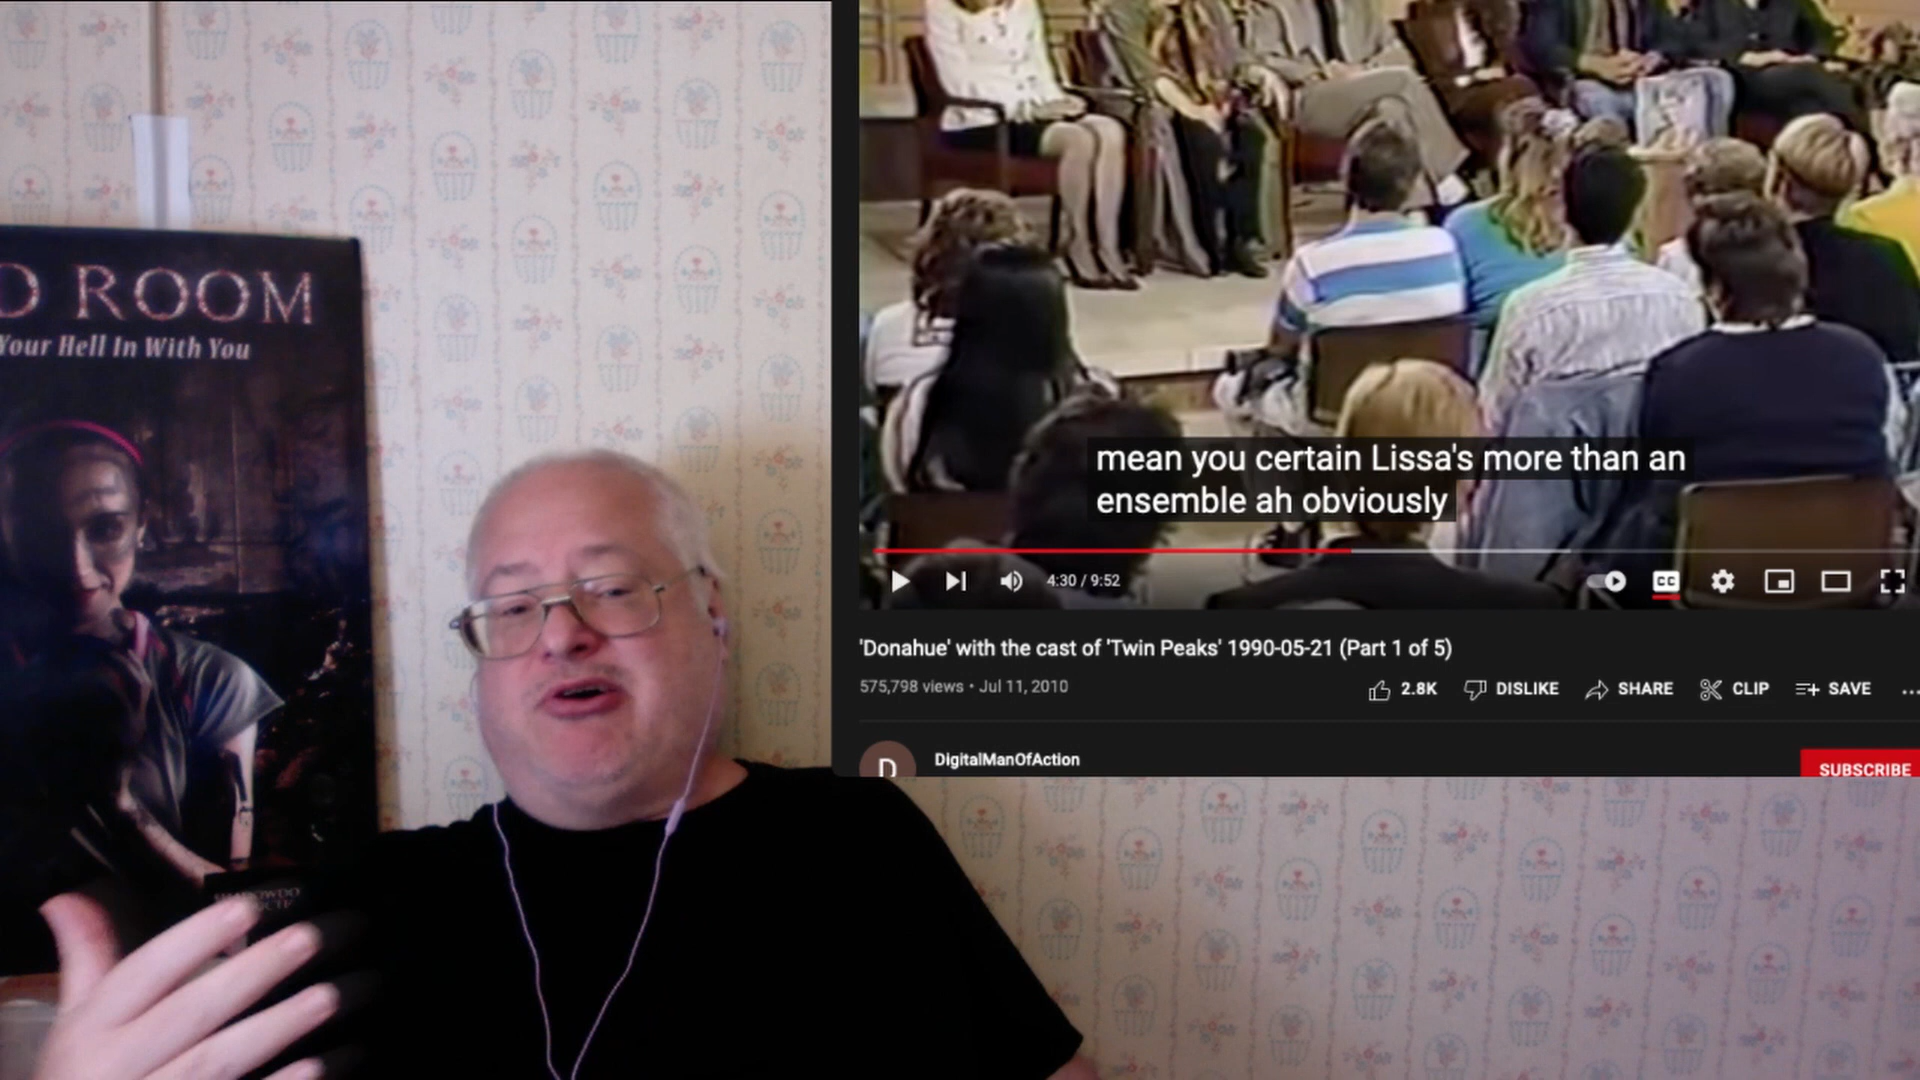 O ROOM
Your Hell In With You
mean you certain Lissa's more than an
ensemble ah obviously
4:30 / 9:52
CC
'Donahue' with the cast of 'Twin Peaks' 1990-05-21 (Part 1 of 5)
575,798 views • Jul 11, 2010
2.8K
DISLIKE
SHARE
CLIP
SAVE
...
D
DigitalManOfAction
SUBSCRIBE